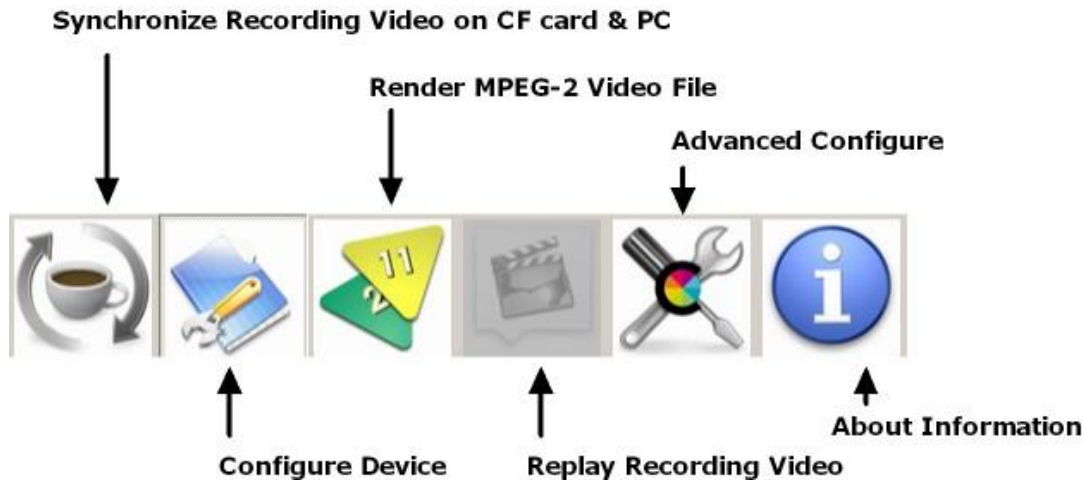 Synchronize Recording Video on CF card & PC
Render MPEG-2 Video File
Advanced Configure
11
2
About Information
Configure Device
Replay Recording Video